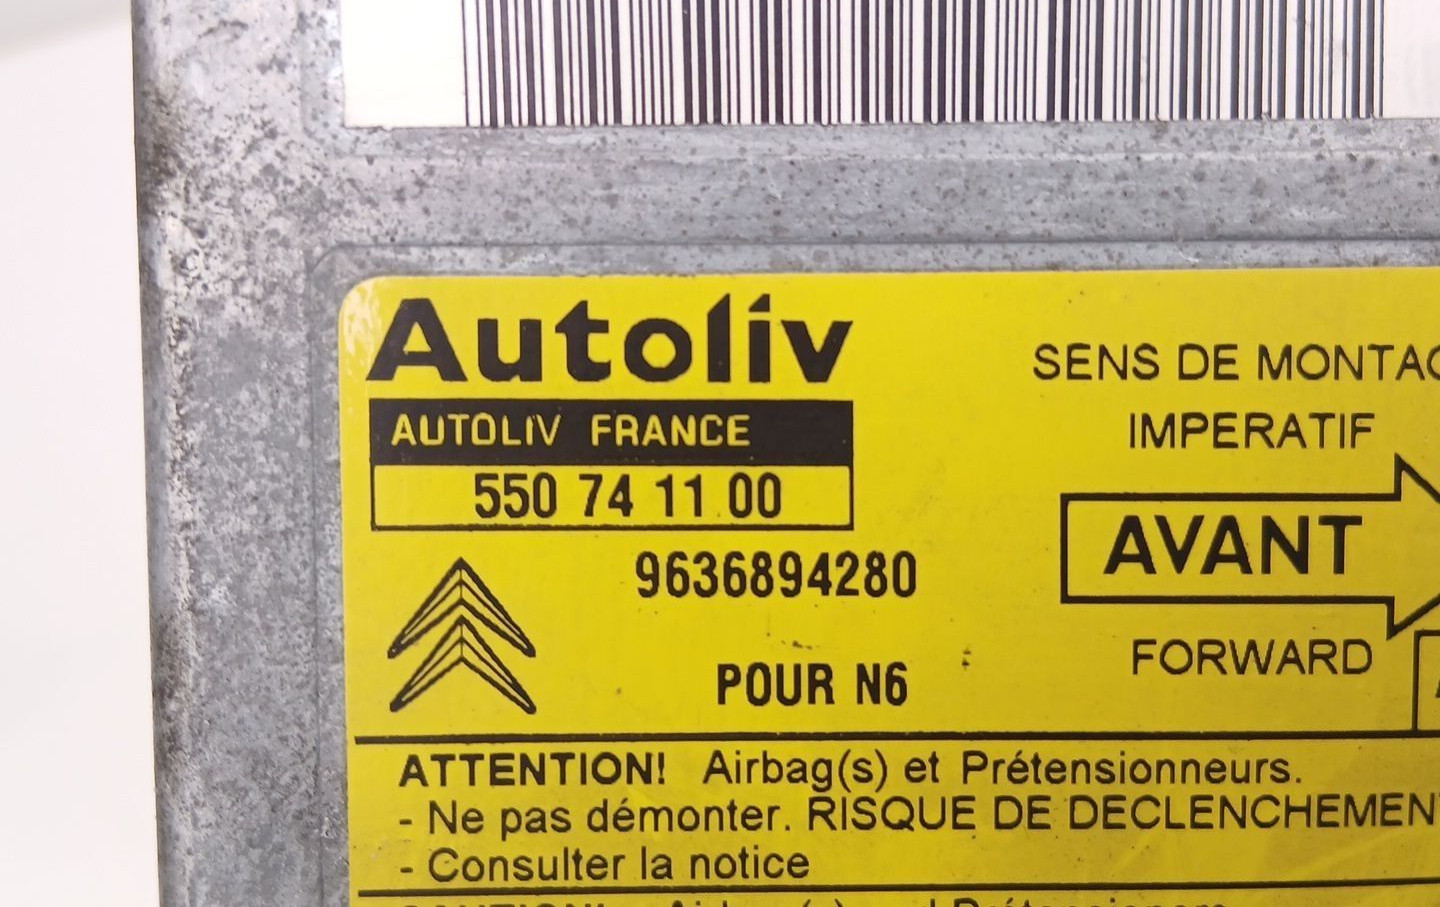 Autoliv
AUTOLIV FRANCE
550 74 11 00
9636894280
POUR N6
SENS DE MONTAG
IMPERATIF
AVANT
FORWARD
ATTENTION! Airbag(s) et Prétensionneurs.
- Ne pas démonter. RISQUE DE DECLENCHEMENT
- Consulter la notice